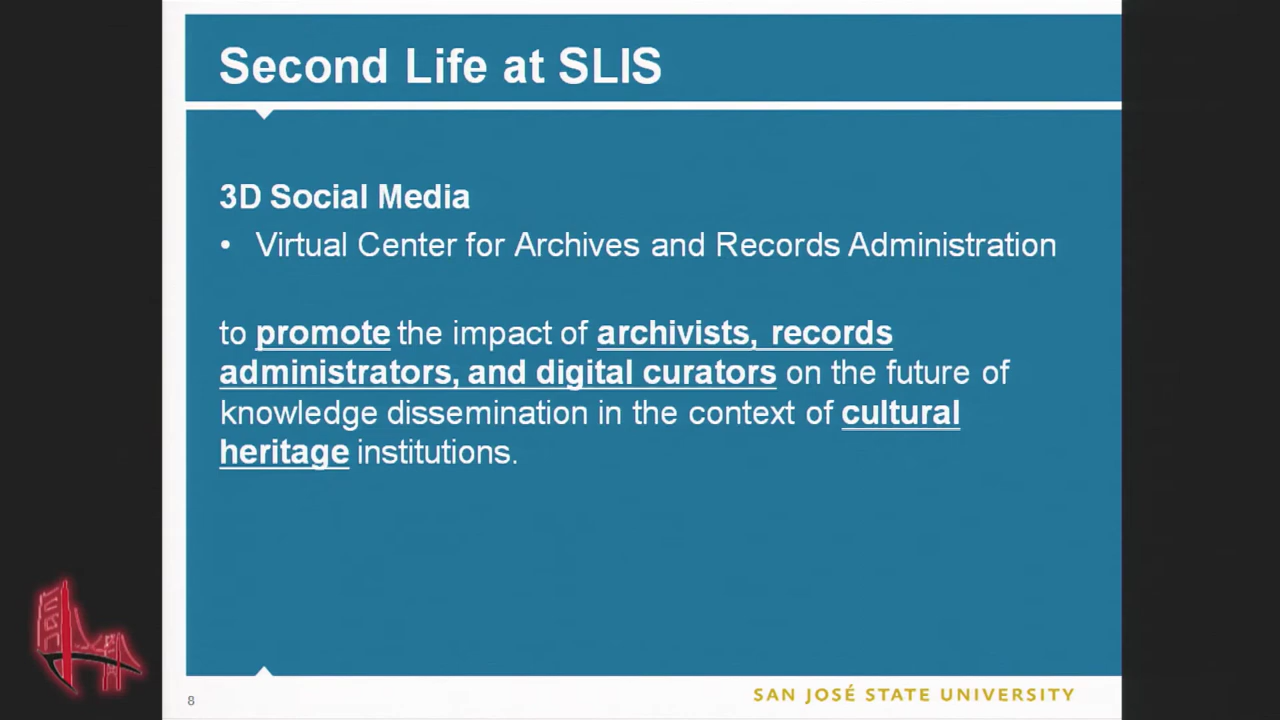 Second Life at SLIS
3D Social Media
• Virtual Center for Archives and Records Administration
to promote the impact of archivists, records
administrators, and digital curators on the future of
knowledge dissemination in the context of cultural
heritage institutions.
8
SAN JOSÉ STATE UNIVERSITY